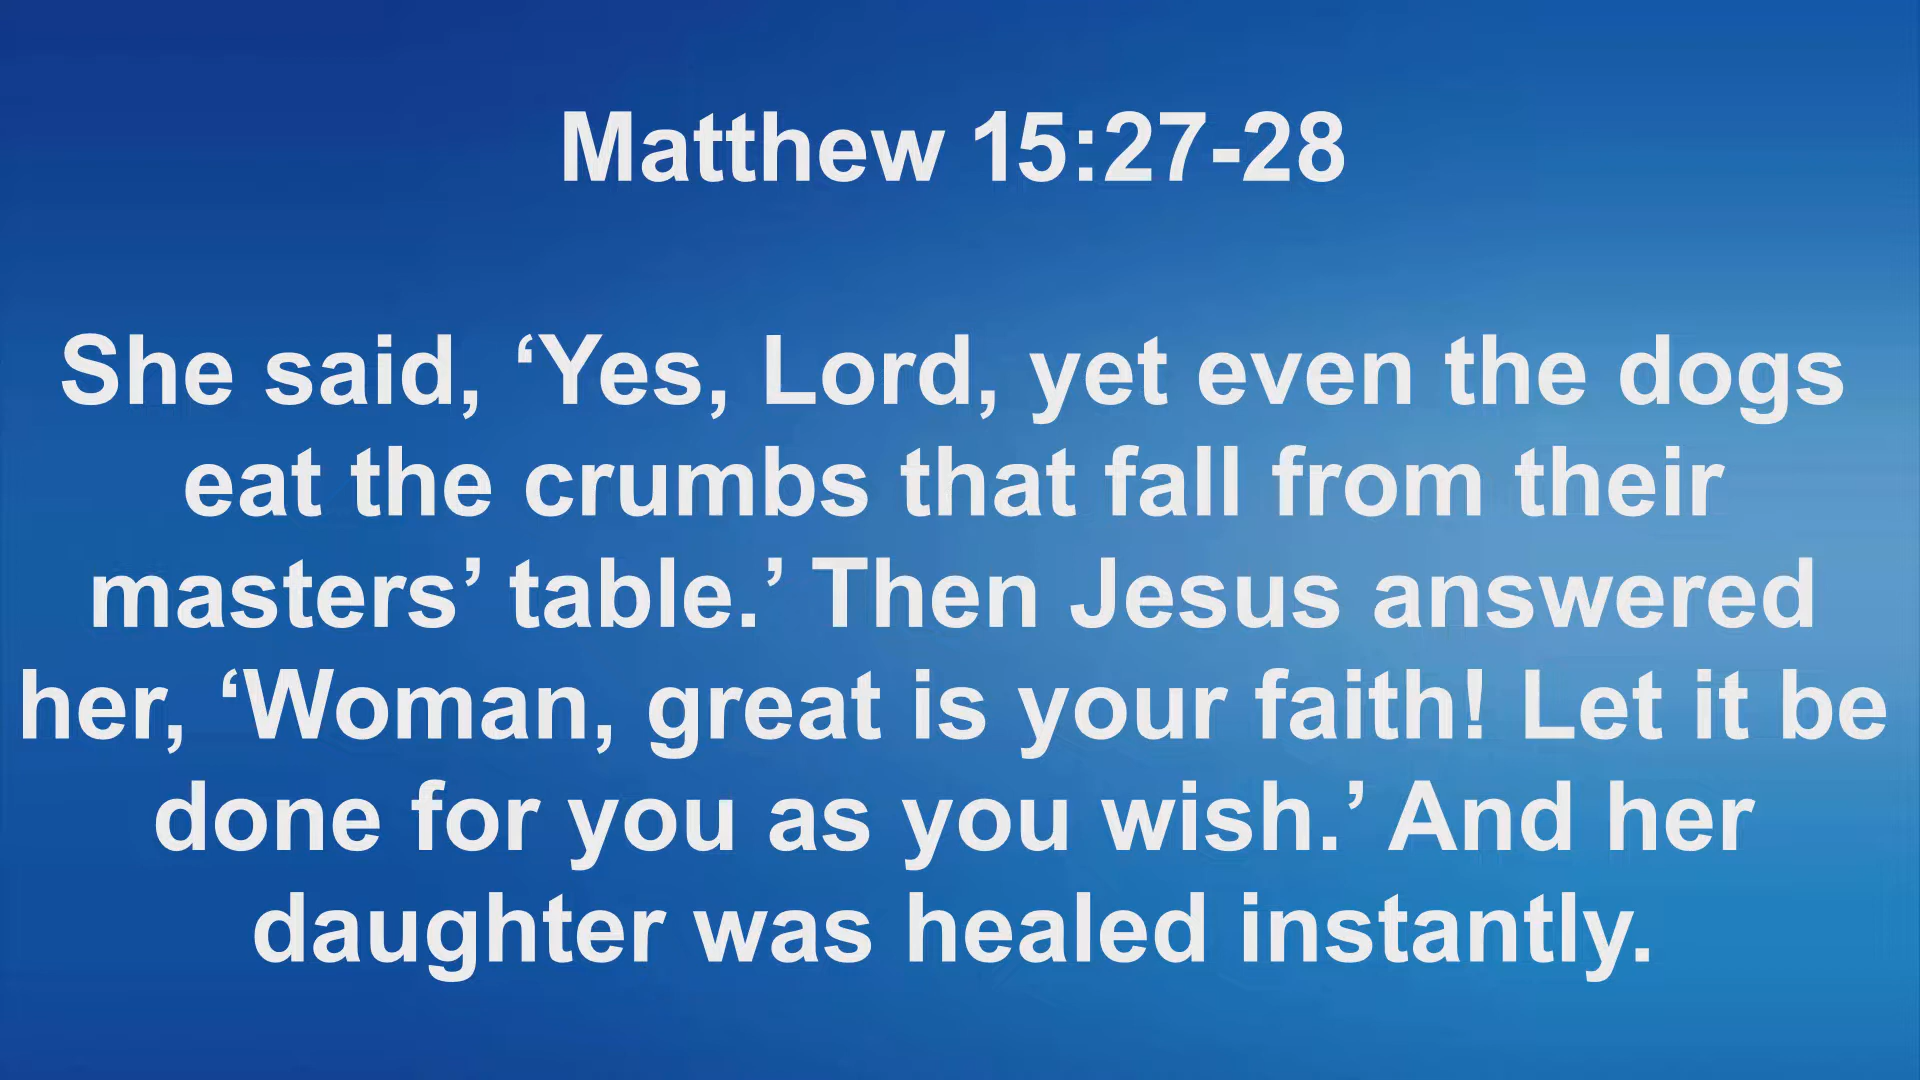 Matthew 15:27-28
She said, ‘Yes, Lord, yet even the dogs
eat the crumbs that fall from their
masters’ table.’ Then Jesus answered
her, ‘Woman, great is your faith! Let it be
done for you as you wish.’ And her
daughter was healed instantly.